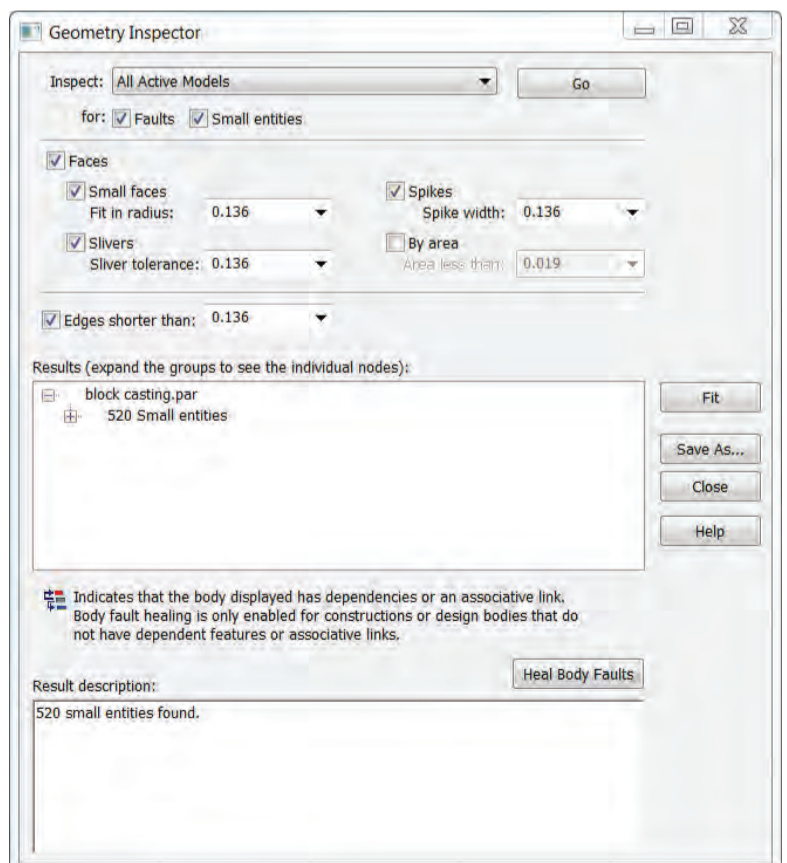 Geometry Inspector
Inspect: All Active Models Go
for: Faults Small entities
Faces
Small faces Spikes
Fit in radius: 0.136 Spike width: 0.136
Slivers By area
Sliver tolerance: 0.136 Area less than: 0.019
Edges shorter than: 0.136
Results (expand the groups to see the individual nodes):
block casting.par
520 Small entities
Fit
Save As...
Close
Help
Indicates that the body displayed has dependencies or an associative link.
Body fault healing is only enabled for constructions or design bodies that do
not have dependent features or associative links.
Heal Body Faults
Result description:
520 small entities found.